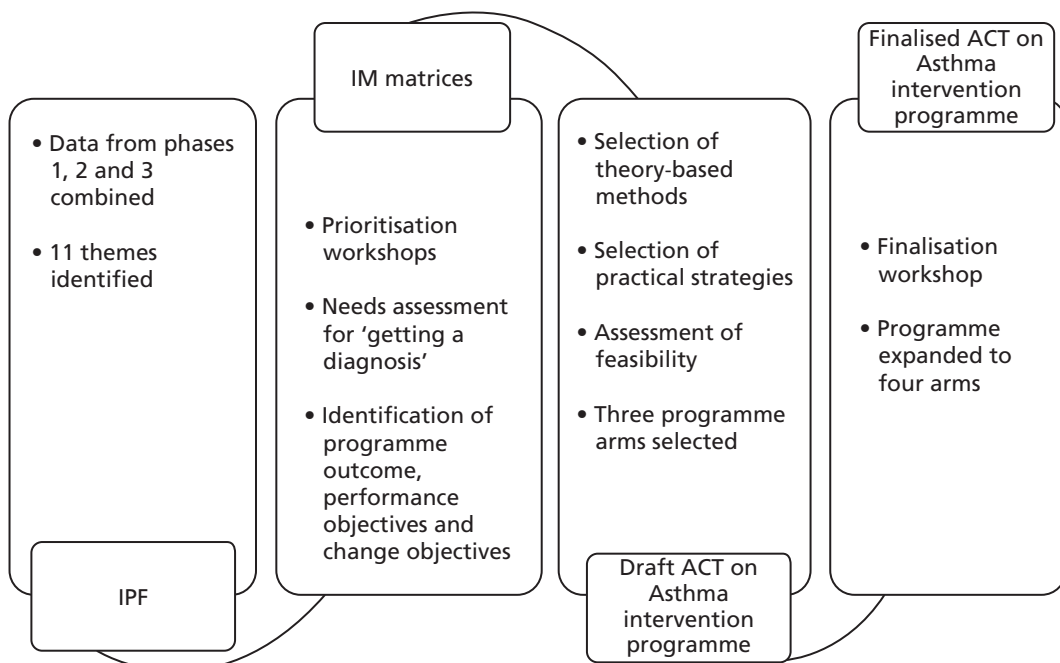 • Data from phases
1, 2 and 3
combined
• 11 themes
identified
IPF
IM matrices
• Prioritisation
workshops
• Needs assessment
for ‘getting a
diagnosis’
• Identification of
programme
outcome,
performance
objectives and
change objectives
• Selection of
theory-based
methods
• Selection of
practical strategies
• Assessment of
feasibility
• Three programme
arms selected
Draft ACT on
Asthma
intervention
programme
Finalised ACT on
Asthma
intervention
programme
• Finalisation
workshop
• Programme
expanded to
four arms